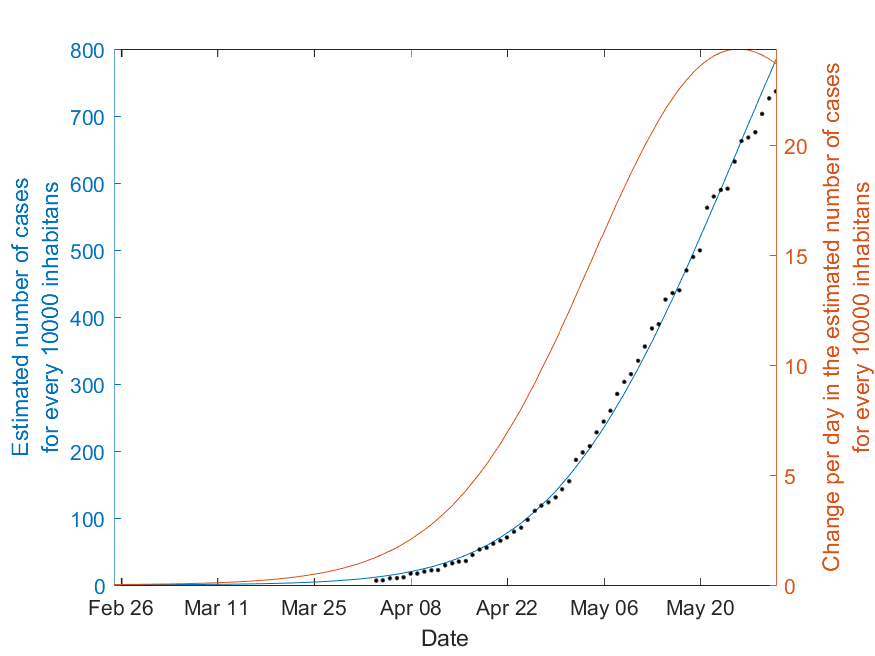 Estimated number of cases
for every 10000 inhabitans
800
700
600
500
400
300
200
100
0
Feb 26
Mar 11
Mar 25
Apr 08
Apr 22
May 06
May 20
Date
20
15
10
5
0
Change per day in the estimated number of cases
for every 10000 inhabitans